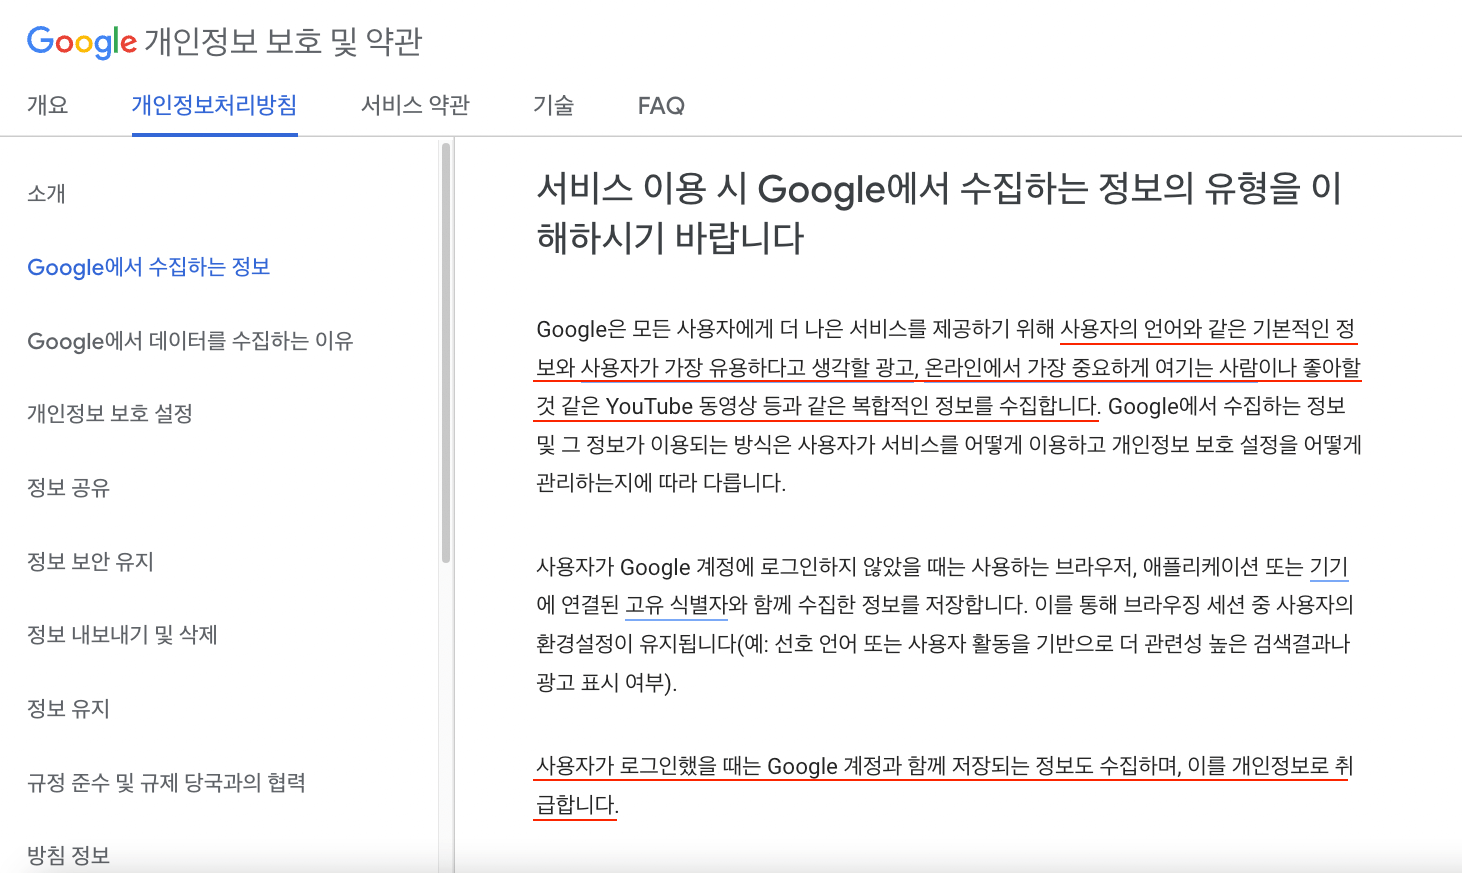 Google 개인정보 보호 및 약관
개요 개인정보처리방침 서비스 약관 기술 FAQ
소개
Google에서 수집하는 정보
Google에서 데이터를 수집하는 이유
개인정보 보호 설정
정보 공유
정보 보안 유지
정보 내보내기 및 삭제
정보 유지
규정 준수 및 규제 당국과의 협력
방침 정보
서비스 이용 시 Google에서 수집하는 정보의 유형을 이
해하시기 바랍니다
Google은 모든 사용자에게 더 나은 서비스를 제공하기 위해 사용자의 언어와 같은 기본적인 정
보와 사용자가 가장 유용하다고 생각할 광고, 온라인에서 가장 중요하게 여기는 사람이나 좋아할
것 같은 YouTube 동영상 등과 같은 복합적인 정보를 수집합니다. Google에서 수집하는 정보
및 그 정보가 이용되는 방식은 사용자가 서비스를 어떻게 이용하고 개인정보 보호 설정을 어떻게
관리하는지에 따라 다릅니다.
사용자가 Google 계정에 로그인하지 않았을 때는 사용하는 브라우저, 애플리케이션 또는 기기
에 연결된 고유 식별자와 함께 수집한 정보를 저장합니다. 이를 통해 브라우징 세션 중 사용자의
환경설정이 유지됩니다(예: 선호 언어 또는 사용자 활동을 기반으로 더 관련성 높은 검색결과나
광고 표시 여부).
사용자가 로그인했을 때는 Google 계정과 함께 저장되는 정보도 수집하며, 이를 개인정보로 취
급합니다.